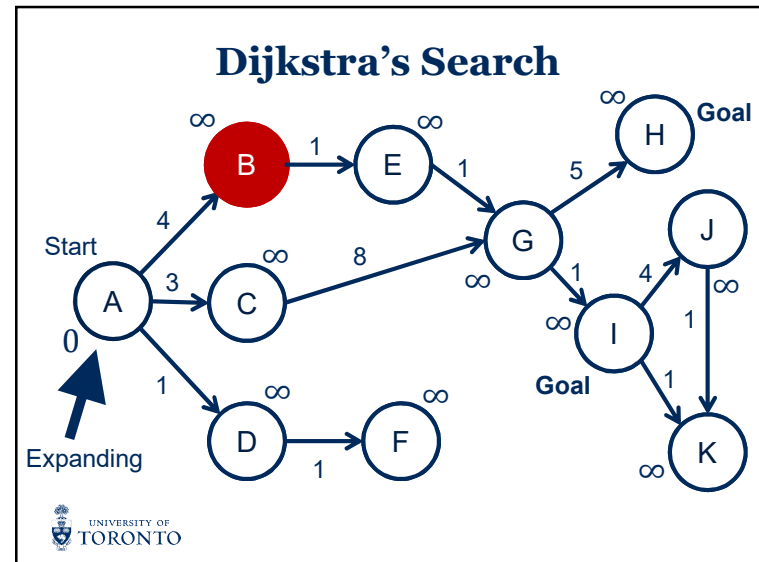 Dijkstra's Search
∞
B
1
∞
E
1
∞
H
Goal
5
4
Start
A
0
3
∞
C
8
G
∞
1
J
∞
4
∞
I
1
Goal
1
1
∞
D
1
∞
F
∞
K
Expanding
UNIVERSITY OF
TORONTO